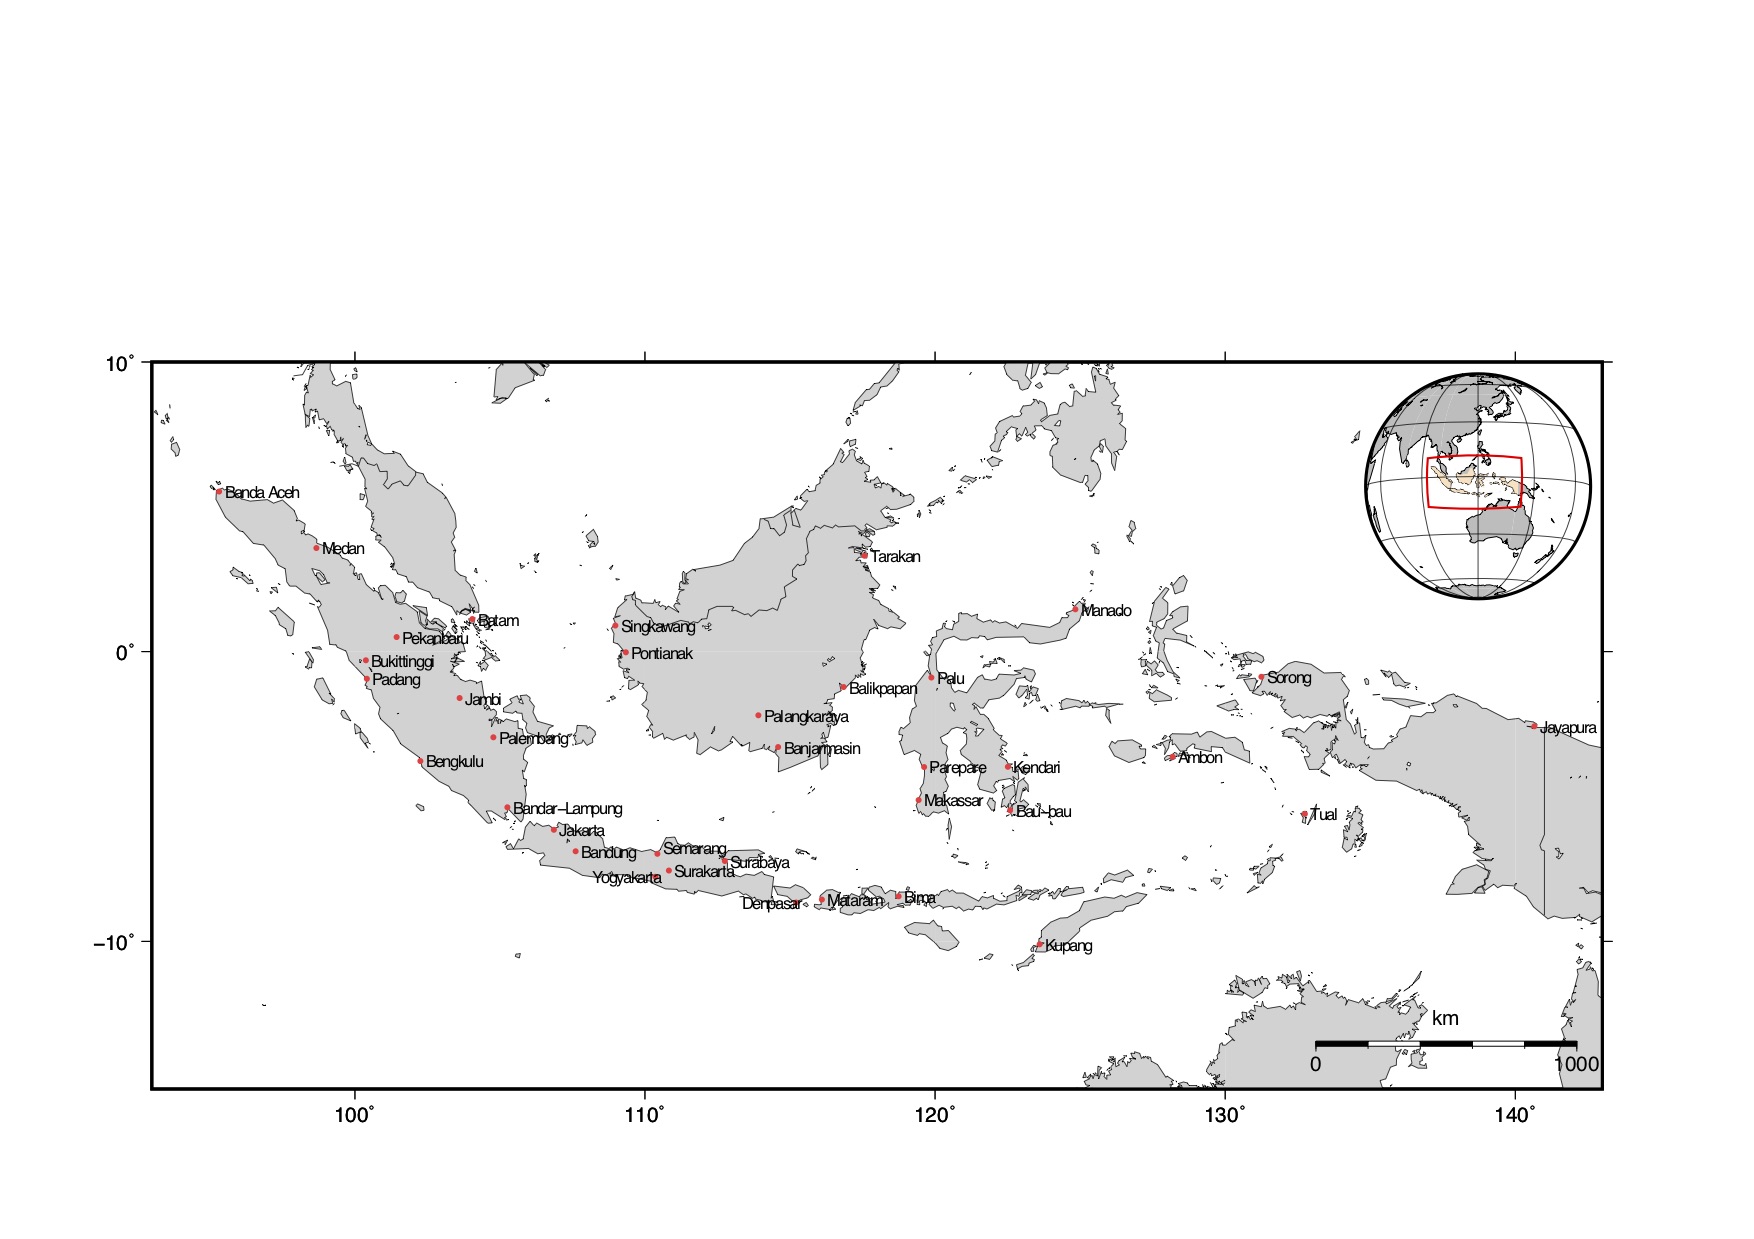 10°
Banda Aceh
Medan
Tarakan
Manado
Batam
Singkawang
Pekanbaru
0°
Pontianak
Bukittinggi
Padang
Palu
Sorong
Balikpapan
Jambi
Palangkaraya
Jayapura
Palembang
Banjarmasin
Ambon
Bengkulu
Parepare
Kendari
Makassar
Bandar-Lampung
Bau-bau
Tual
Jakarta
Semarang
Bandung
Surabaya
Surakarta
Yogyakarta
Bima
Mataram
Denpasar
−10°
Kupang
km
0 1000
100° 110° 120° 130° 140°